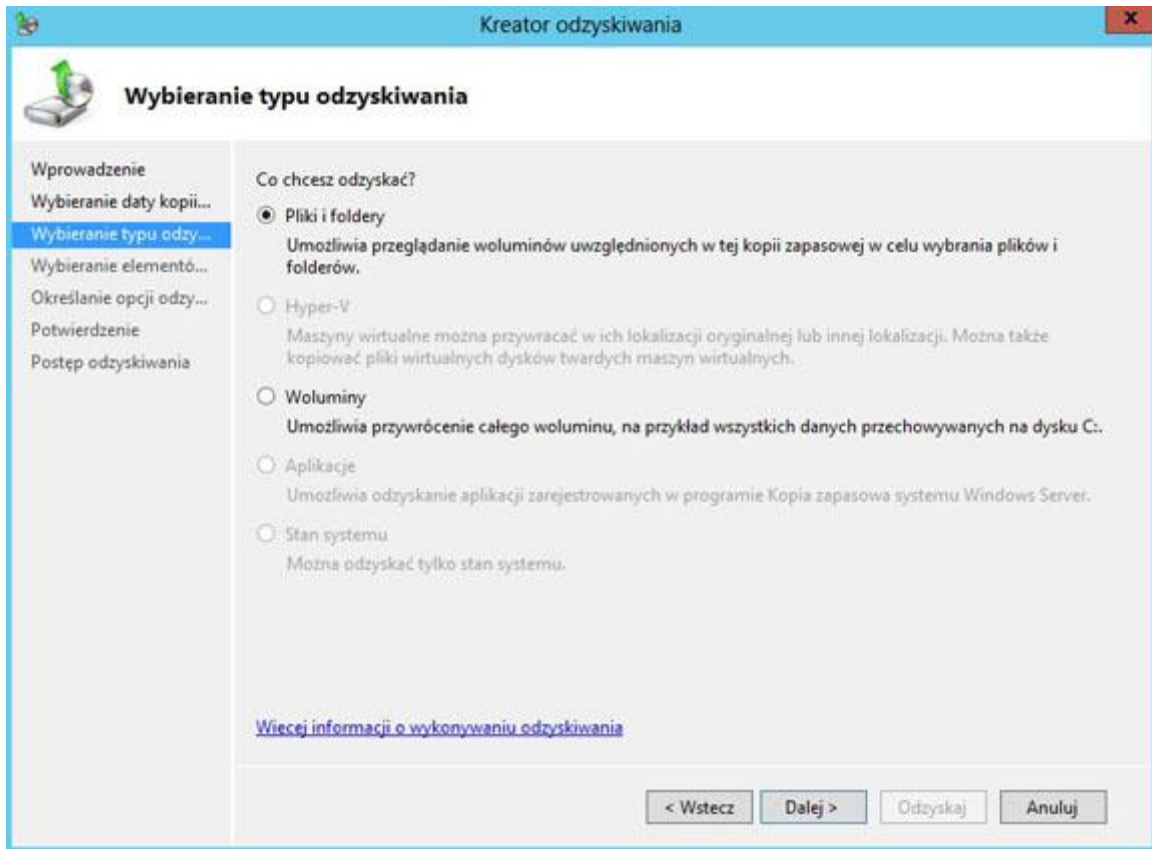 Kreator odzyskiwania
x
Wybieranie typu odzyskiwania
Wprowadzenie
Wybieranie daty kopii...
Wybieranie typu odzy...
Wybieranie elementó...
Określanie opcji odzy...
Potwierdzenie
Postęp odzyskiwania
Co chcesz odzyskać?
Pliki i foldery
Umożliwia przeglądanie woluminów uwzględnionych w tej kopii zapasowej w celu wybrania plików i
folderów.
Hyper-V
Maszyny wirtualne można przywracać w ich lokalizacji oryginalnej lub innej lokalizacji. Można także
kopiować pliki wirtualnych dysków twardych maszyn wirtualnych.
Woluminy
Umożliwia przywrócenie całego woluminu, na przykład wszystkich danych przechowywanych na dysku C:.
Aplikacje
Umożliwia odzyskanie aplikacji zarejestrowanych w programie Kopia zapasowa systemu Windows Server.
Stan systemu
Można odzyskać tylko stan systemu.
Więcej informacji o wykonywaniu odzyskiwania
< Wstecz
Dalej >
Odzyskaj
Anuluj